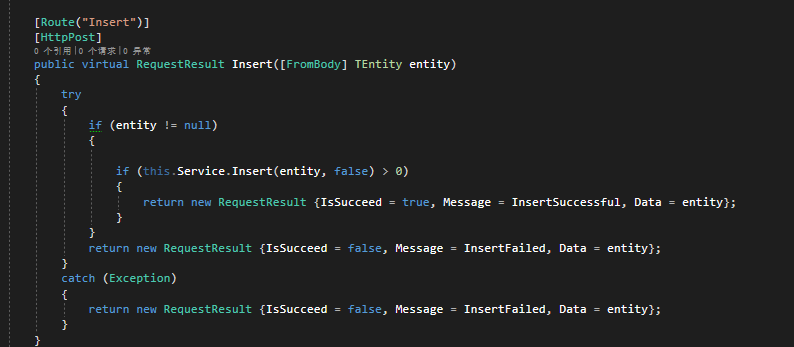 [Route("Insert")]
[HttpPost]
0 个引用|0 个请求|0 异常
public virtual RequestResult Insert([FromBody] TEntity entity)
{
try
{
if (entity != null)
{
if (this.Service.Insert(entity, false) > 0)
{
return new RequestResult {IsSucceed = true, Message = InsertSuccessful, Data = entity};
}
}
return new RequestResult {IsSucceed = false, Message = InsertFailed, Data = entity};
}
catch (Exception)
{
return new RequestResult {IsSucceed = false, Message = InsertFailed, Data = entity};
}
}